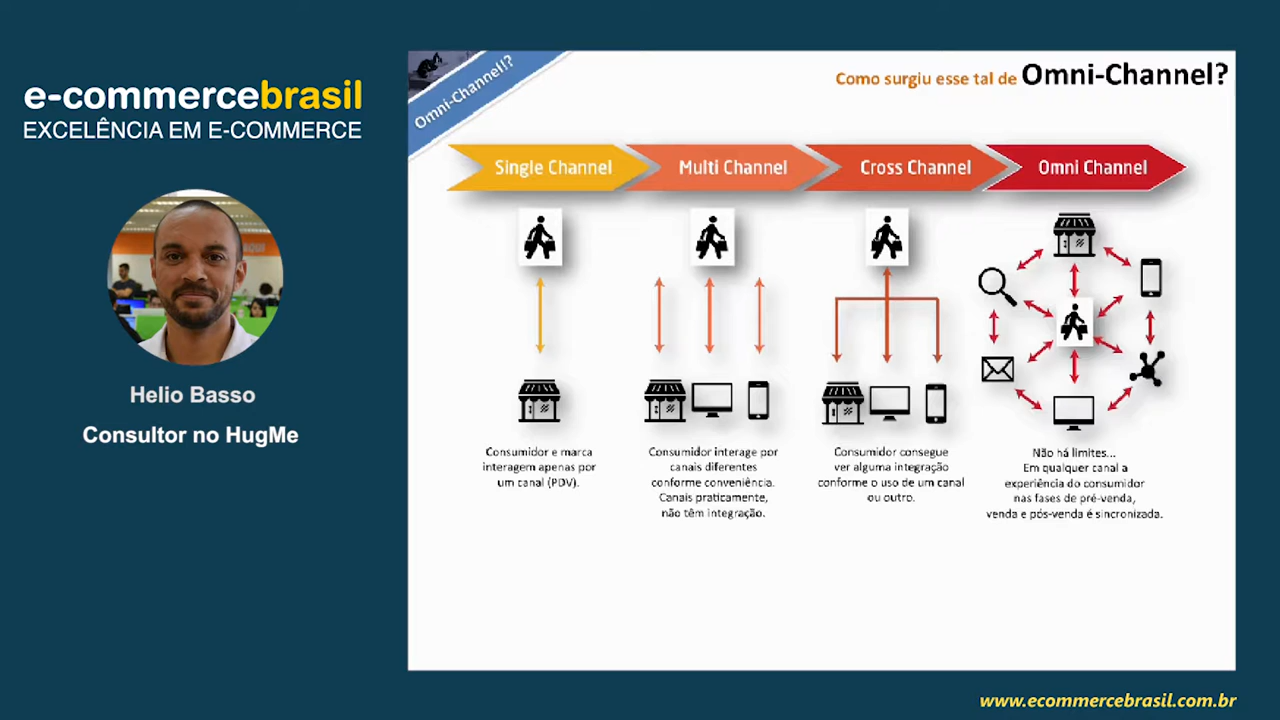 e-commercebrasil
EXCELÊNCIA EM E-COMMERCE
Helio Basso
Consultor no HugMe
Omni-Channel!?
Como surgiu esse tal de Omni-Channel?
Single Channel
Multi Channel
Cross Channel
Omni Channel
Consumidor e marca
interagem apenas por
um canal (PDV).
Consumidor interage por
canais diferentes
conforme conveniência.
Canais praticamente,
não têm integração.
Consumidor consegue
ver alguma integração
conforme o uso de um canal
ou outro.
Não há limites...
Em qualquer canal a
experiência do consumidor
nas fases de pré-venda,
venda e pós-venda é sincronizada.
www.ecommercebrasil.com.br